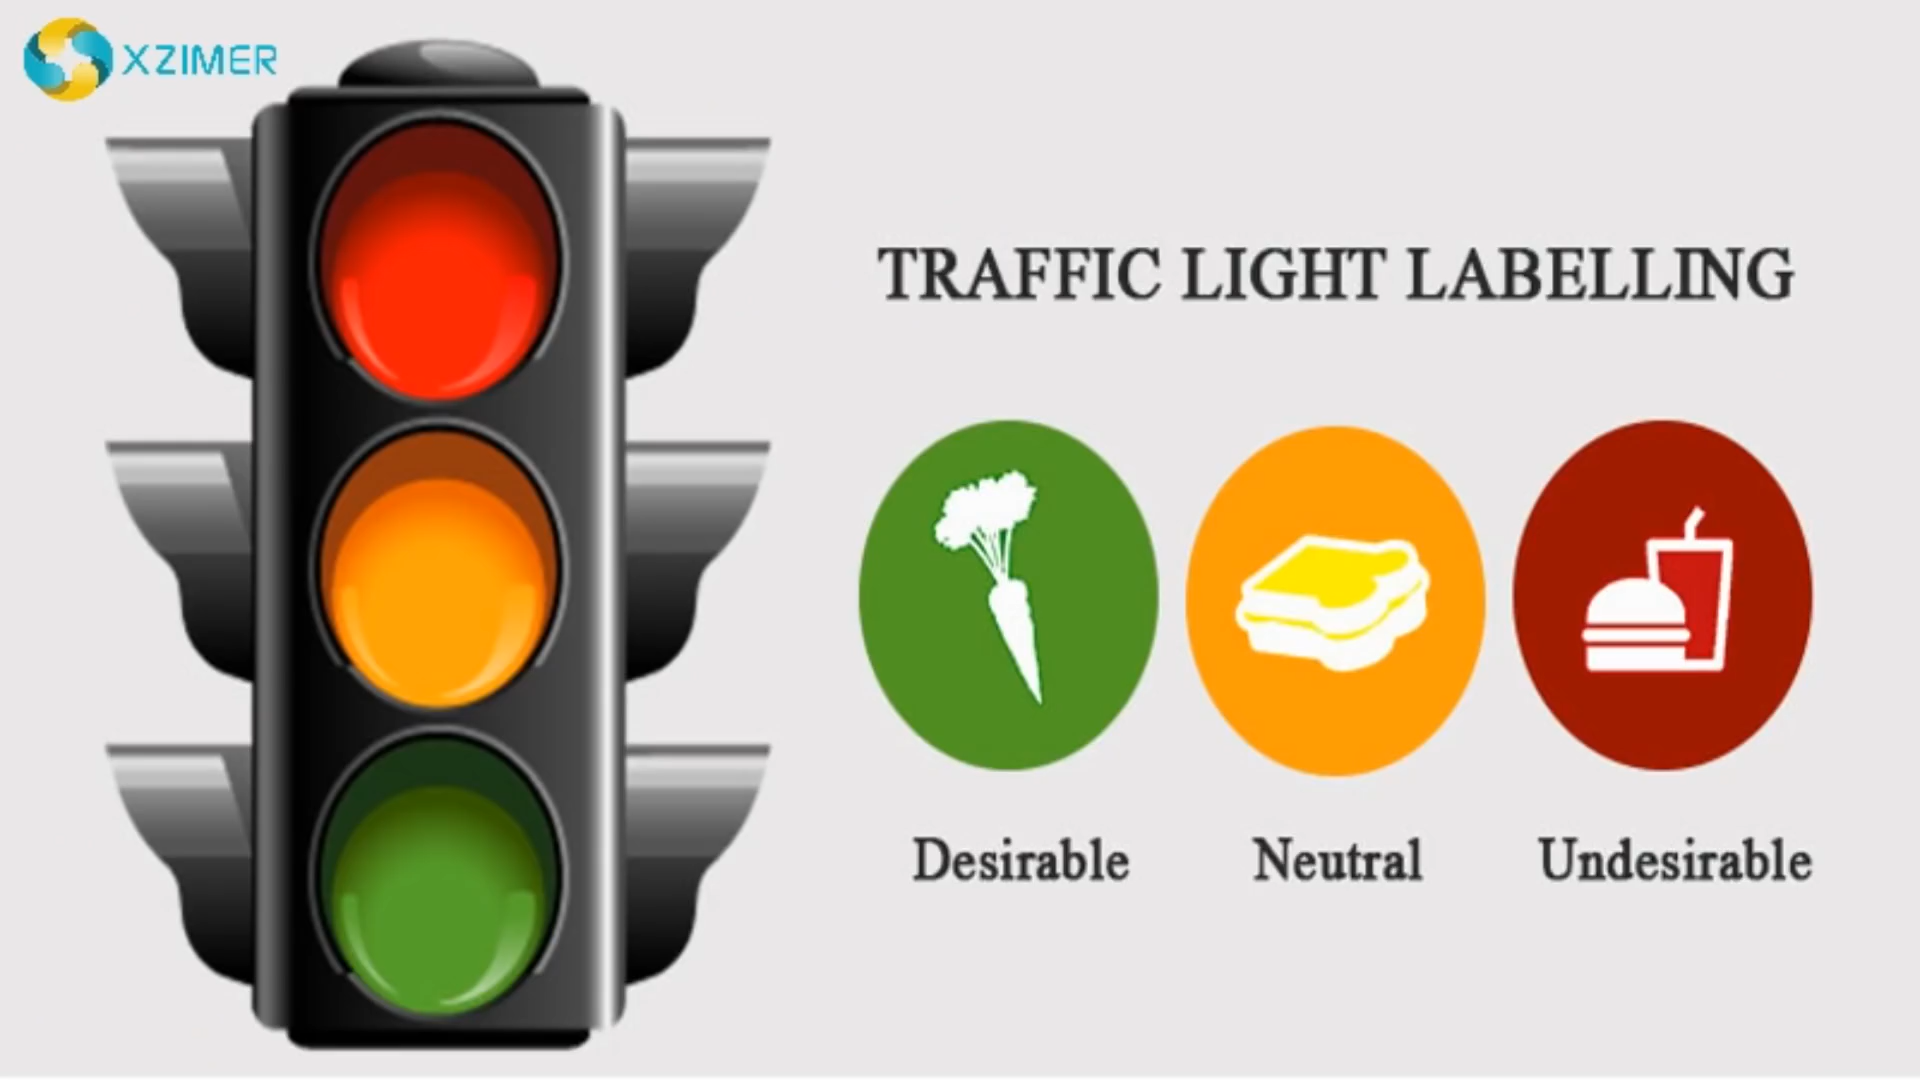 XZIMER
TRAFFIC LIGHT LABELLING
Desirable
Neutral
Undesirable